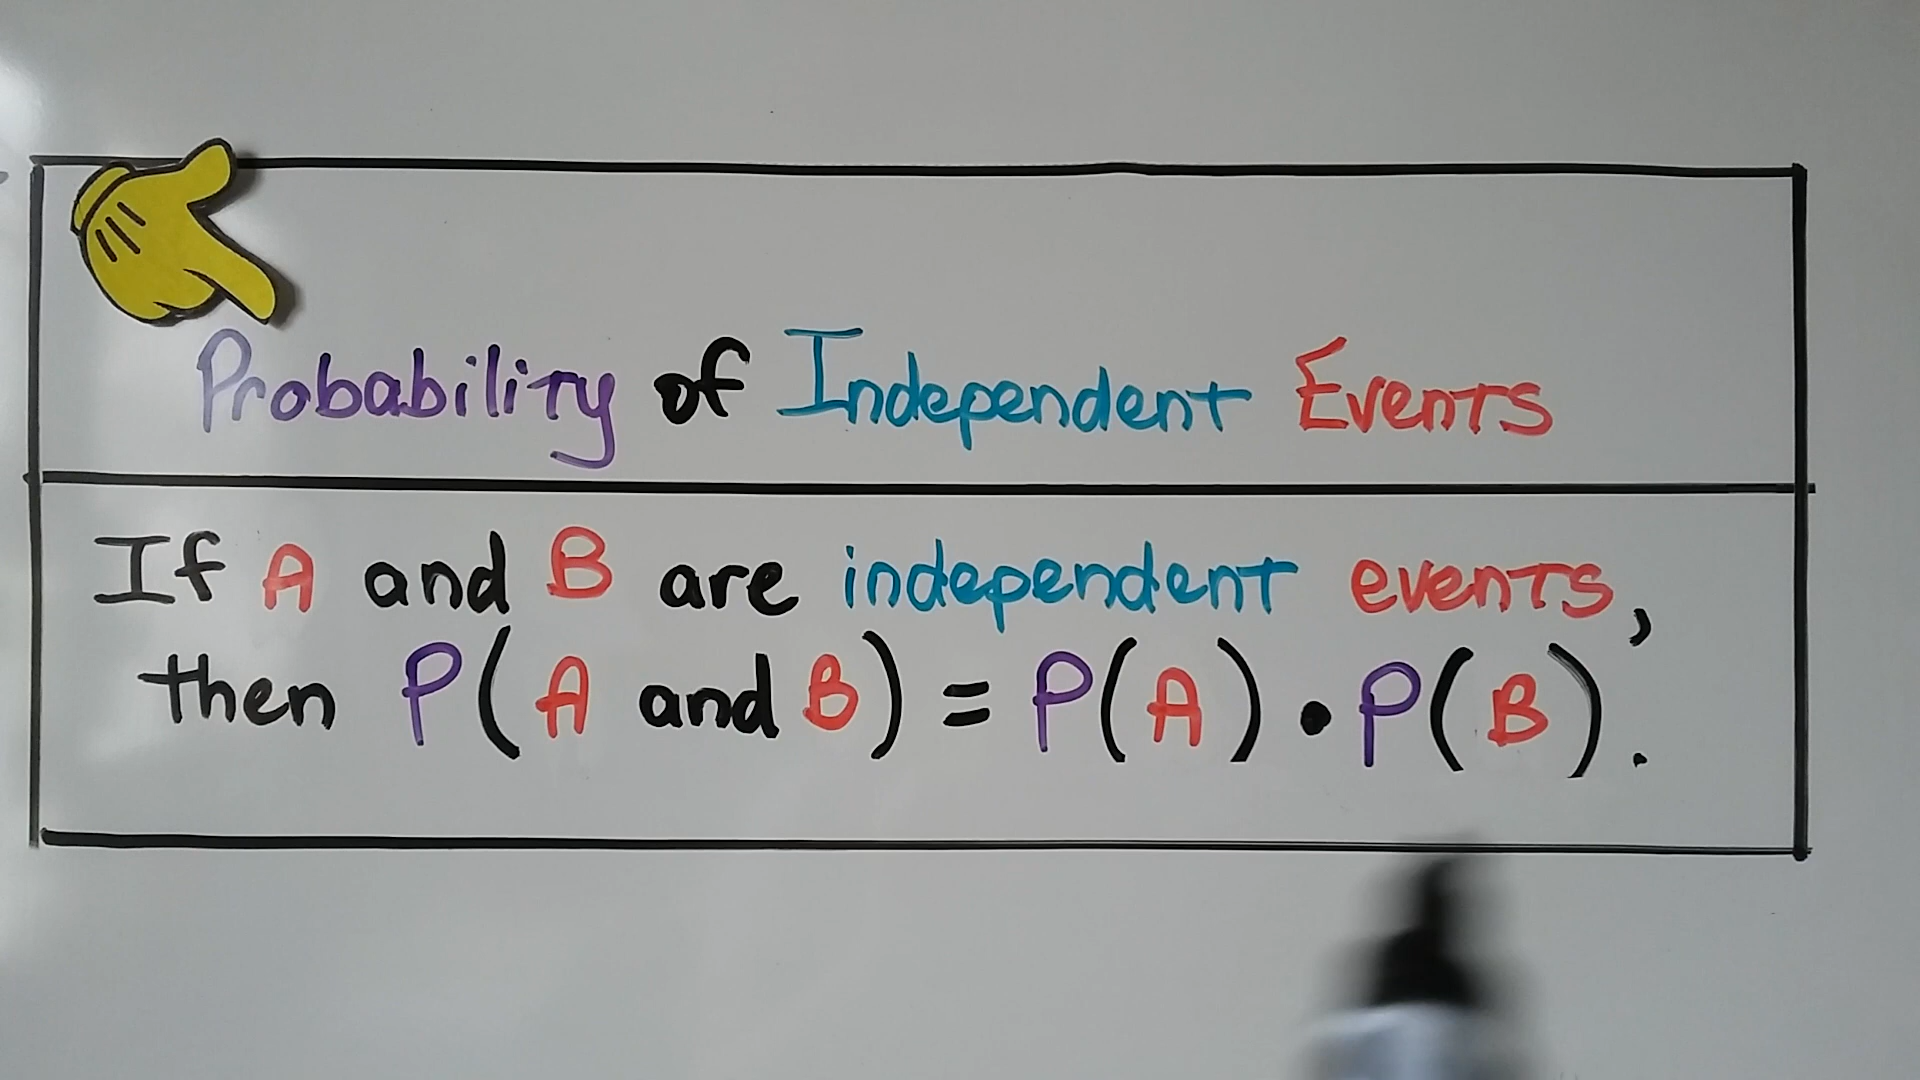 Probability of Independent Events
If A and B are independent events,
then P(A and B) = P(A) • P(B).